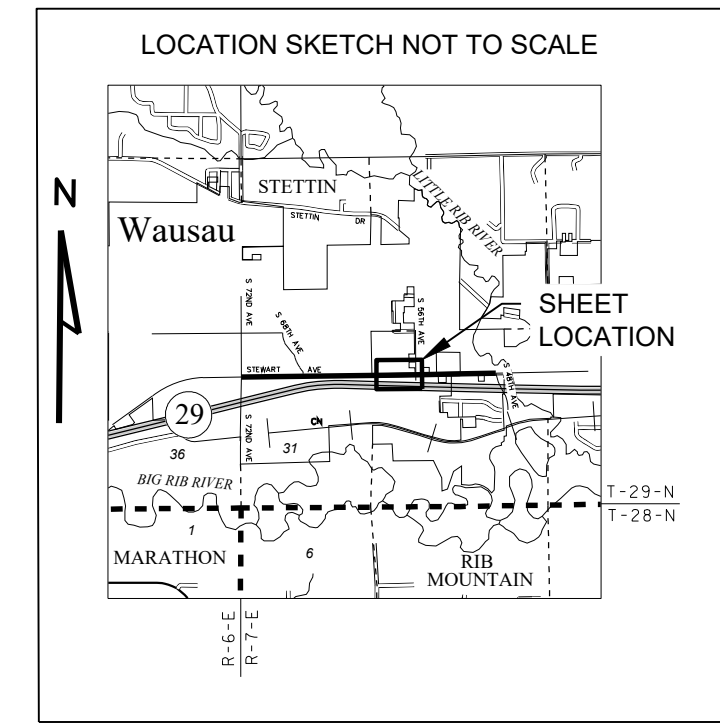 LOCATION SKETCH NOT TO SCALE
N
STETTIN
STETTIN DR
LITTLE RIB RIVER
Wausau
S 72ND AVE
S 68TH AVE
S 56TH AVE
SHEET
LOCATION
STEWART AVE
S 48TH AVE
29
S 72ND AVE
CN
36
31
BIG RIB RIVER
T-29-N
T-28-N
1
6
MARATHON
RIB
MOUNTAIN
R-6-E
R-7-E